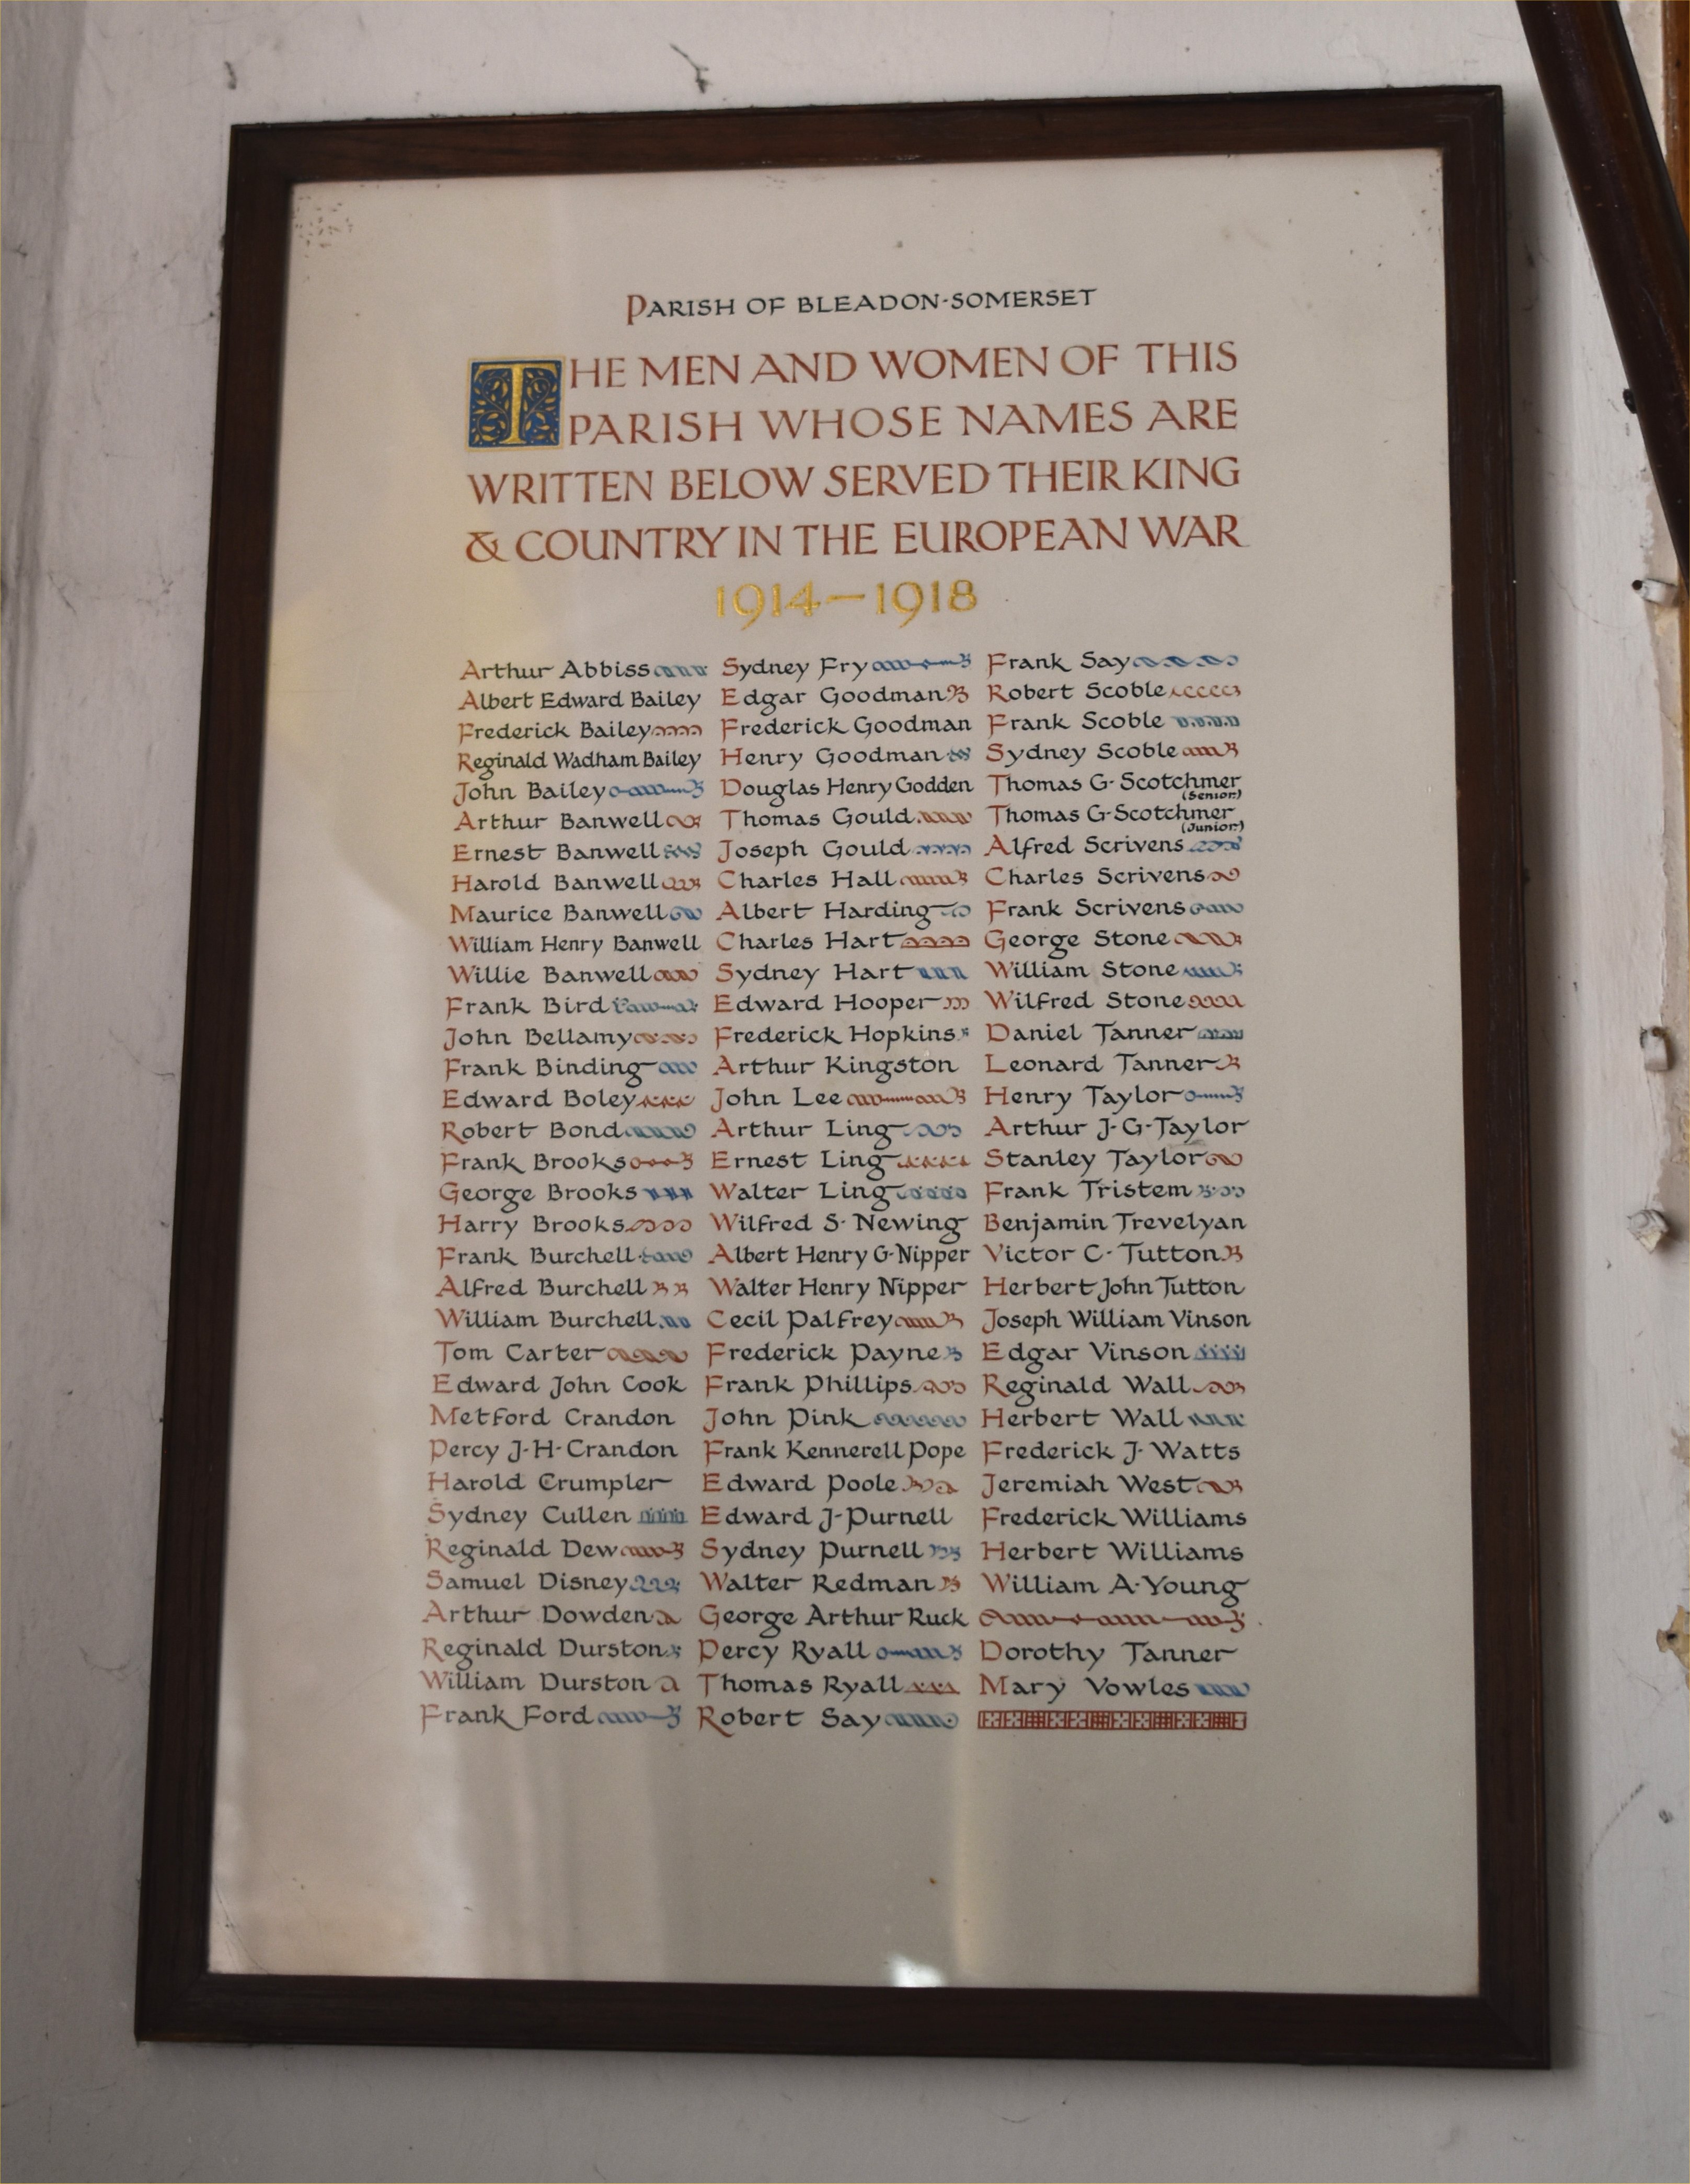 PARISH OF BLEADON·SOMERSET
THE MEN AND WOMEN OF THIS
PARISH WHOSE NAMES ARE
WRITTEN BELOW SERVED THEIR KING
& COUNTRY IN THE EUROPEAN WAR
1914—1918
Arthur Abbiss
Albert Edward Bailey
Frederick Bailey
Reginald Wadham Bailey
John Bailey
Arthur Banwell
Ernest Banwell
Harold Banwell
Maurice Banwell
William Henry Banwell
Willie Banwell
Frank Bird
John Bellamy
Frank Binding
Edward Boley
Robert Bond
Frank Brooks
George Brooks
Harry Brooks
Frank Burchell
Alfred Burchell
William Burchell
Tom Carter
Edward John Cook
Metford Crandon
Percy J·H·Crandon
Harold Crumpler
Sydney Cullen
Reginald Dew
Samuel Disney
Arthur Dowden
Reginald Durston
William Durston
Frank Ford
Sydney Fry
Edgar Goodman
Frederick Goodman
Henry Goodman
Douglas Henry Godden
Thomas Gould
Joseph Gould
Charles Hall
Albert Harding
Charles Hart
Sydney Hart
Edward Hooper
Frederick Hopkins
Arthur Kingston
John Lee
Arthur Ling
Ernest Ling
Walter Ling
Wilfred S· Newing
Albert Henry G·Nipper
Walter Henry Nipper
Cecil Palfrey
Frederick Payne
Frank Phillips
John Pink
Frank Kennerell Pope
Edward Poole
Edward J·Purnell
Sydney Purnell
Walter Redman
George Arthur Ruck
Percy Ryall
Thomas Ryall
Robert Say
Frank Say
Robert Scoble
Frank Scoble
Sydney Scoble
Thomas G· Scotchmer
(Senior)
Thomas G·Scotchmer
(Junior)
Alfred Scrivens
Charles Scrivens
Frank Scrivens
George Stone
William Stone
Wilfred Stone
Daniel Tanner
Leonard Tanner
Henry Taylor
Arthur J·G·Taylor
Stanley Taylor
Frank Tristem
Benjamin Trevelyan
Victor C· Tutton
Herbert John Tutton
Joseph William Vinson
Edgar Vinson
Reginald Wall
Herbert Wall
Frederick J· Watts
Jeremiah West
Frederick Williams
Herbert Williams
William A·Young
Dorothy Tanner
Mary Vowles